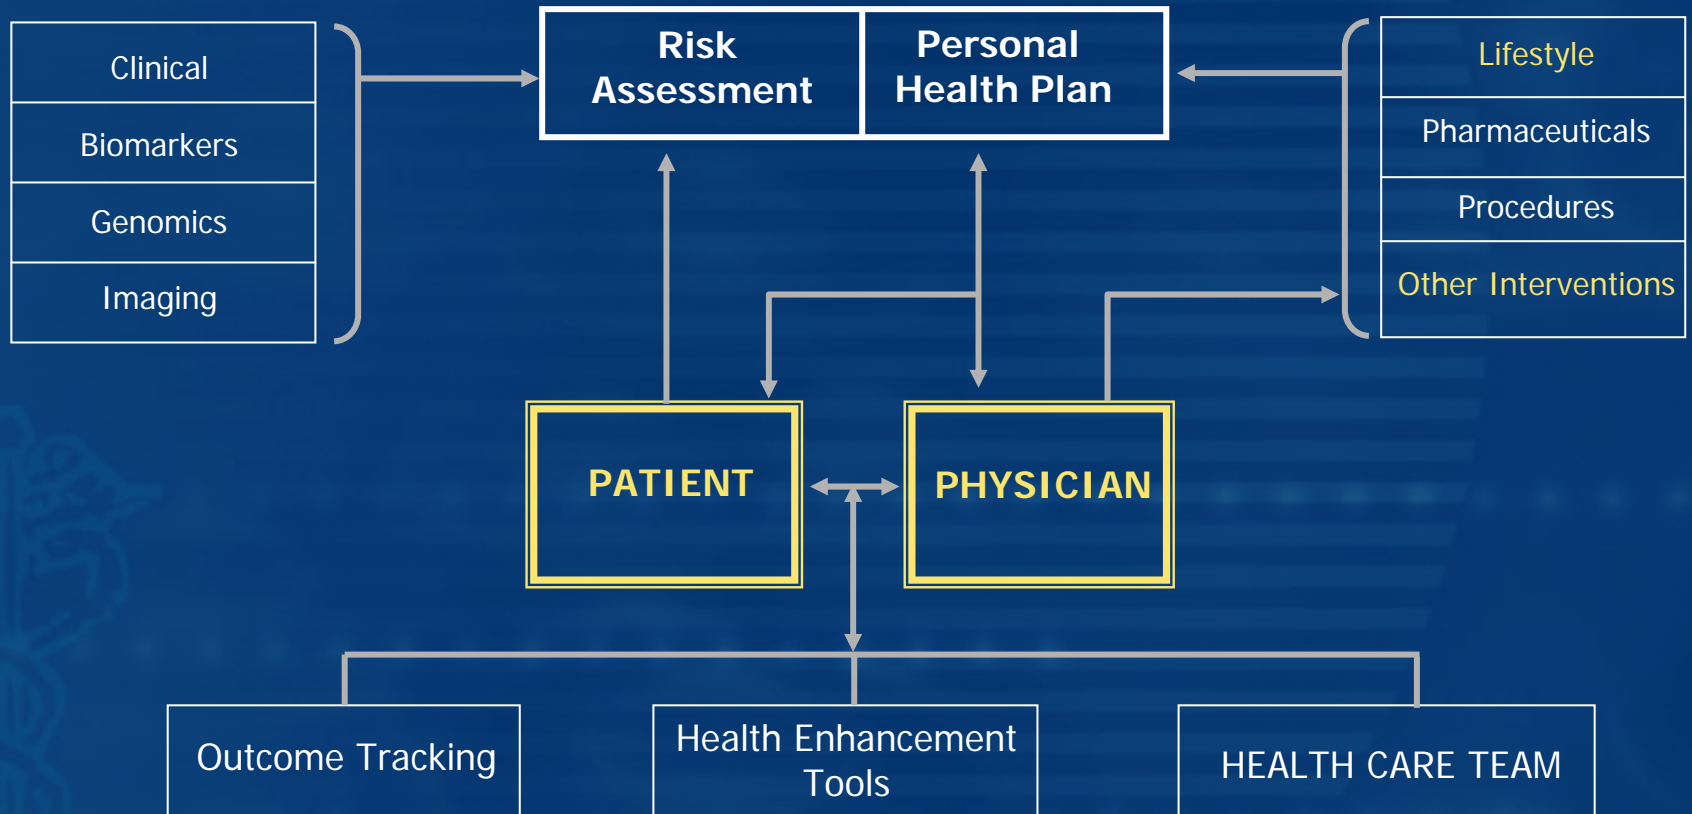 Clinical
Biomarkers
Genomics
Imaging
Risk
Assessment
Personal
Health Plan
Lifestyle
Pharmaceuticals
Procedures
Other Interventions
PATIENT
PHYSICIAN
Outcome Tracking
Health Enhancement
Tools
HEALTH CARE TEAM